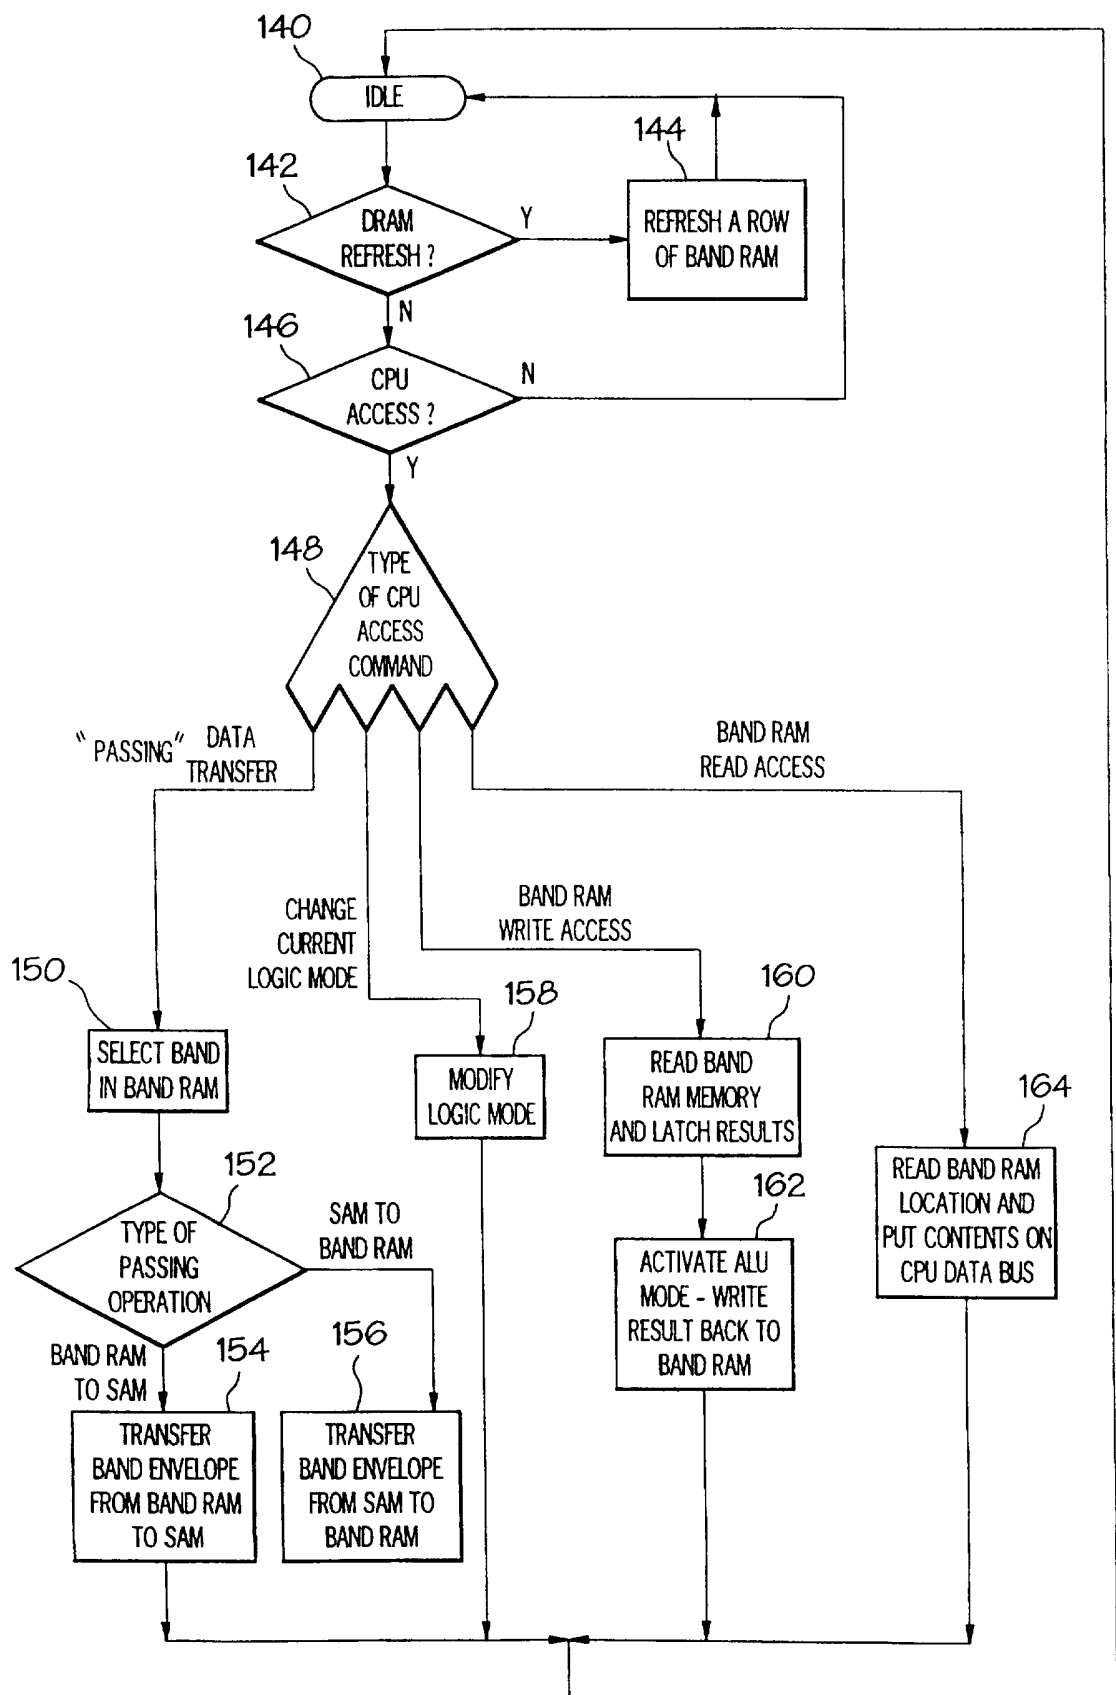 140
IDLE
144
142
DRAM
REFRESH ?
Y
REFRESH A ROW
OF BAND RAM
N
146
CPU
ACCESS ?
N
Y
148
TYPE
OF CPU
ACCESS
COMMAND
"PASSING" DATA
TRANSFER
BAND RAM
READ ACCESS
CHANGE
CURRENT
LOGIC MODE
BAND RAM
WRITE ACCESS
150
SELECT BAND
IN BAND RAM
158
MODIFY
LOGIC MODE
160
READ BAND
RAM MEMORY
AND LATCH RESULTS
164
READ BAND RAM
LOCATION AND
PUT CONTENTS ON
CPU DATA BUS
152
TYPE OF
PASSING
OPERATION
SAM TO
BAND RAM
162
ACTIVATE ALU
MODE - WRITE
RESULT BACK TO
BAND RAM
BAND RAM
TO SAM
154
TRANSFER
BAND ENVELOPE
FROM BAND RAM
TO SAM
156
TRANSFER
BAND ENVELOPE
FROM SAM TO
BAND RAM